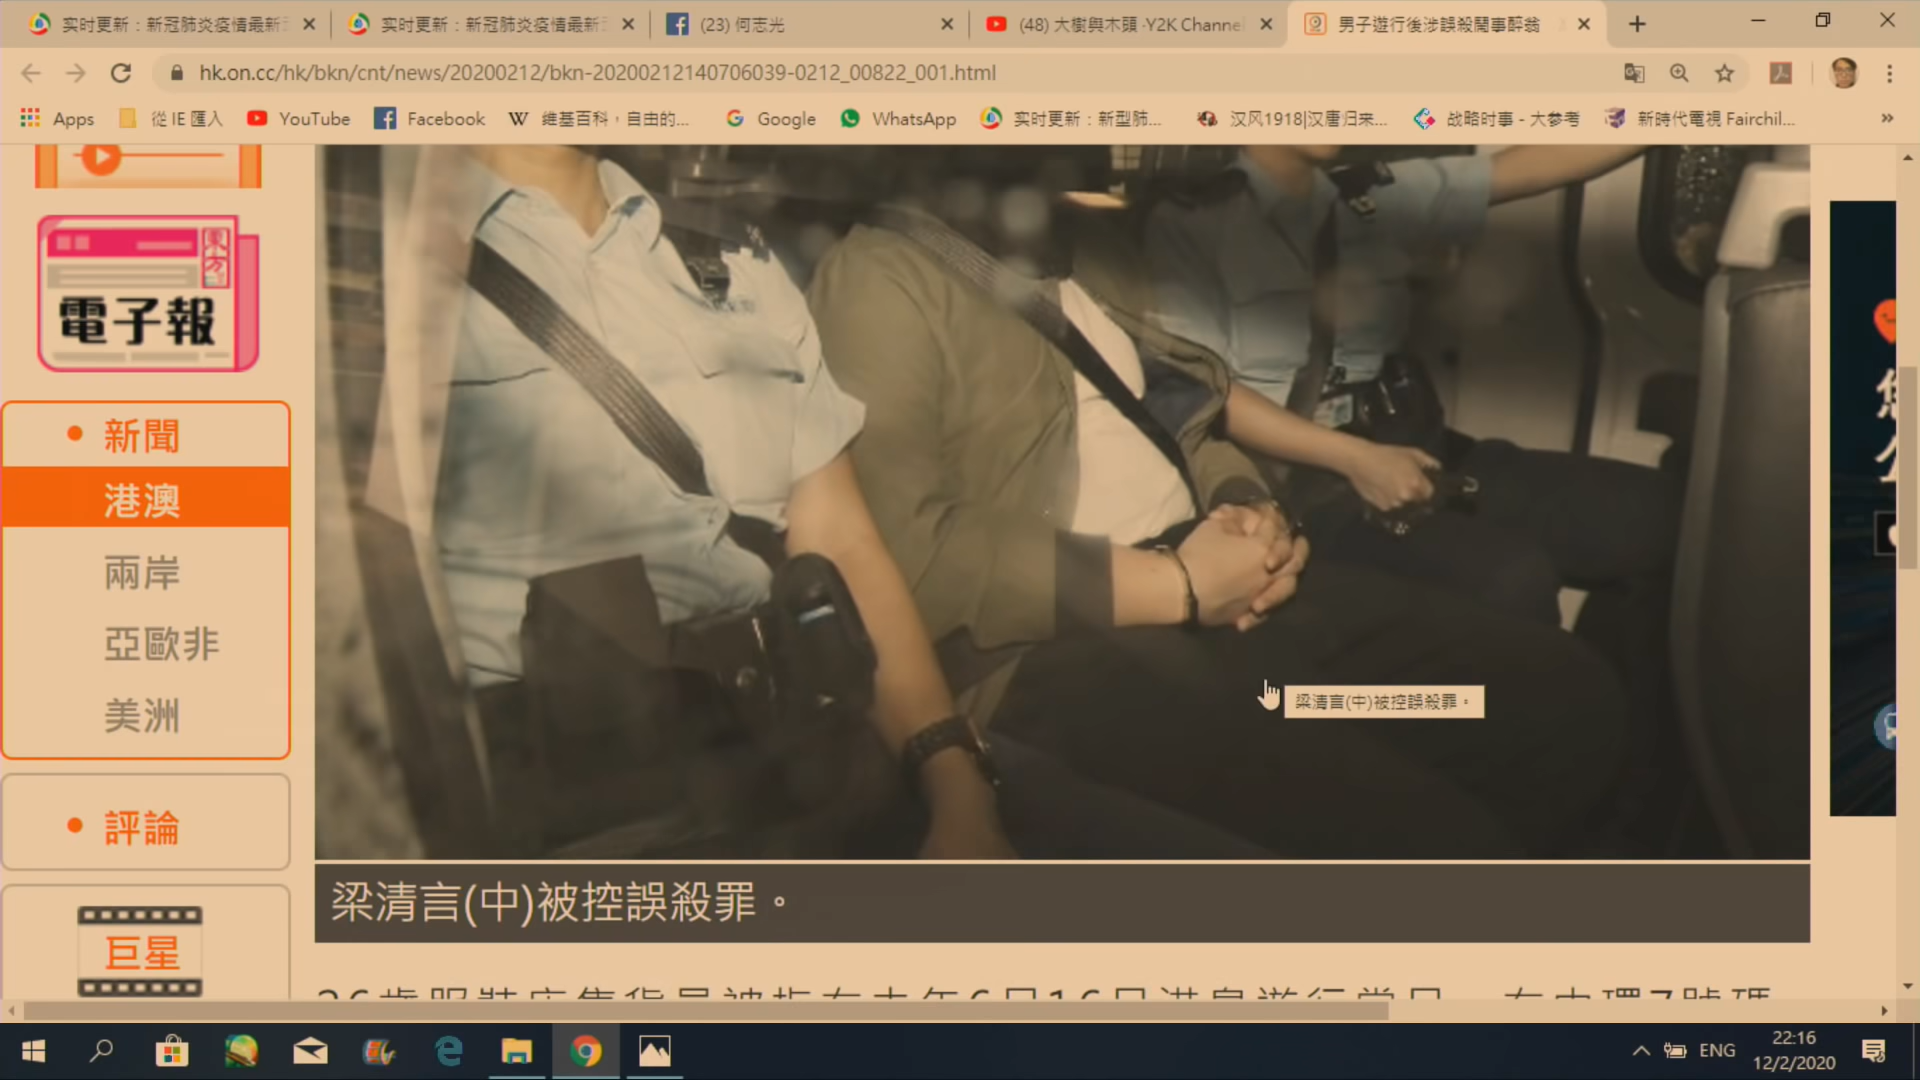 实时更新：新冠肺炎疫情最新
实时更新：新冠肺炎疫情最新
(23) 何志光
(48) 大樹與木頭 -Y2K Channel
男子遊行後涉誤殺鬧事醉翁
hk.on.cc/hk/bkn/cnt/news/20200212/bkn-20200212140706039-0212_00822_001.html
Apps
從 IE 匯入
YouTube
Facebook
維基百科，自由的...
Google
WhatsApp
实时更新：新型肺...
汉风1918|汉唐归来...
战略时事 - 大参考
新時代電視 Fairchil...
東方
電子報
新聞
港澳
兩岸
亞歐非
美洲
評論
巨星
梁清言(中)被控誤殺罪。
梁清言(中)被控誤殺罪。
ENG
22:16
12/2/2020